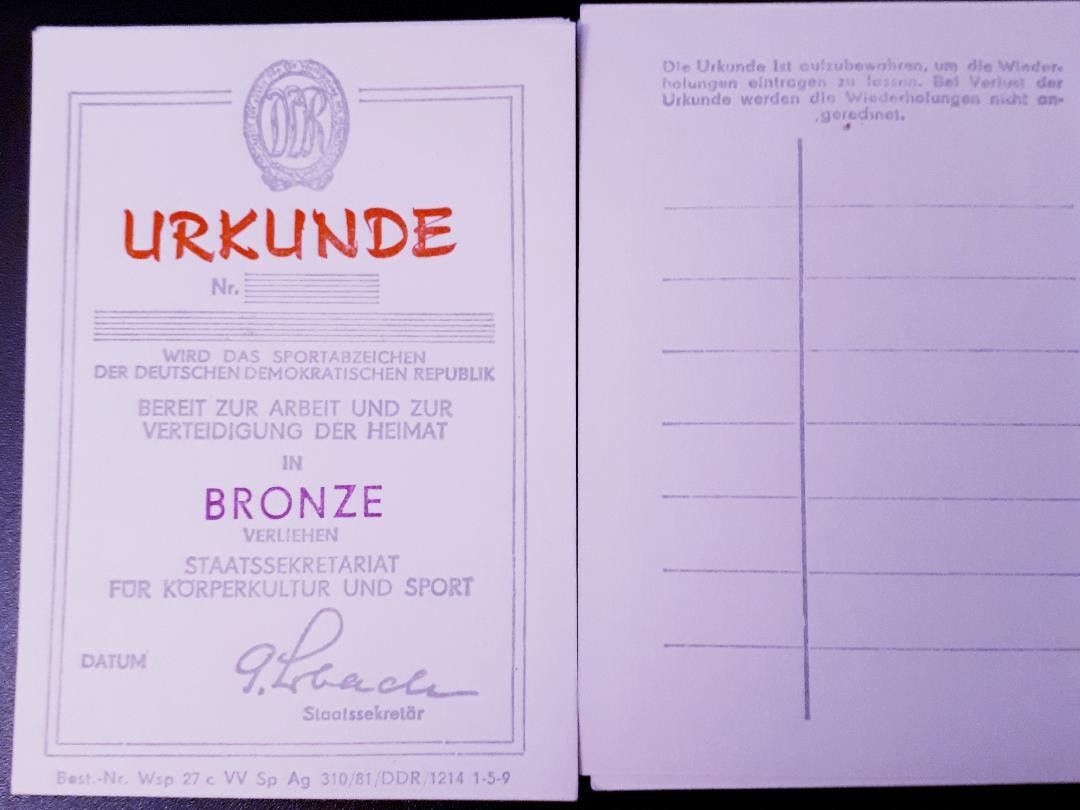 DDR
URKUNDE
Nr.
WIRD DAS SPORTABZEICHEN
DER DEUTSCHEN DEMOKRATISCHEN REPUBLIK
BEREIT ZUR ARBEIT UND ZUR
VERTEIDIGUNG DER HEIMAT
IN
BRONZE
VERLIEHEN
STAATSSEKRETARIAT
FÜR KÖRPERKULTUR UND SPORT
DATUM
Staatssekretär
Best.-Nr. Wsp 27 c VV Sp Ag 310/81/DDR/1214 1-5-9
Die Urkunde ist aufzubewahren, um die Wieder-
holungen eintragen zu lassen. Bei Verlust der
Urkunde werden die Wiederholungen nicht an-
gerechnet.